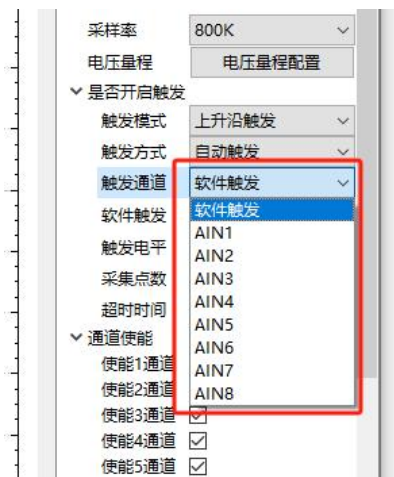 采样率 800K
电压量程 电压量程配置
是否开启触发
触发模式 上升沿触发
触发方式 自动触发
触发通道 软件触发
软件触发 软件触发
AIN1
触发电平 AIN2
采集点数 AIN3
AIN4
超时时间 AIN5
通道使能 AIN6
使能1通道 AIN7
使能2通道 AIN8
使能3通道
使能4通道
使能5通道